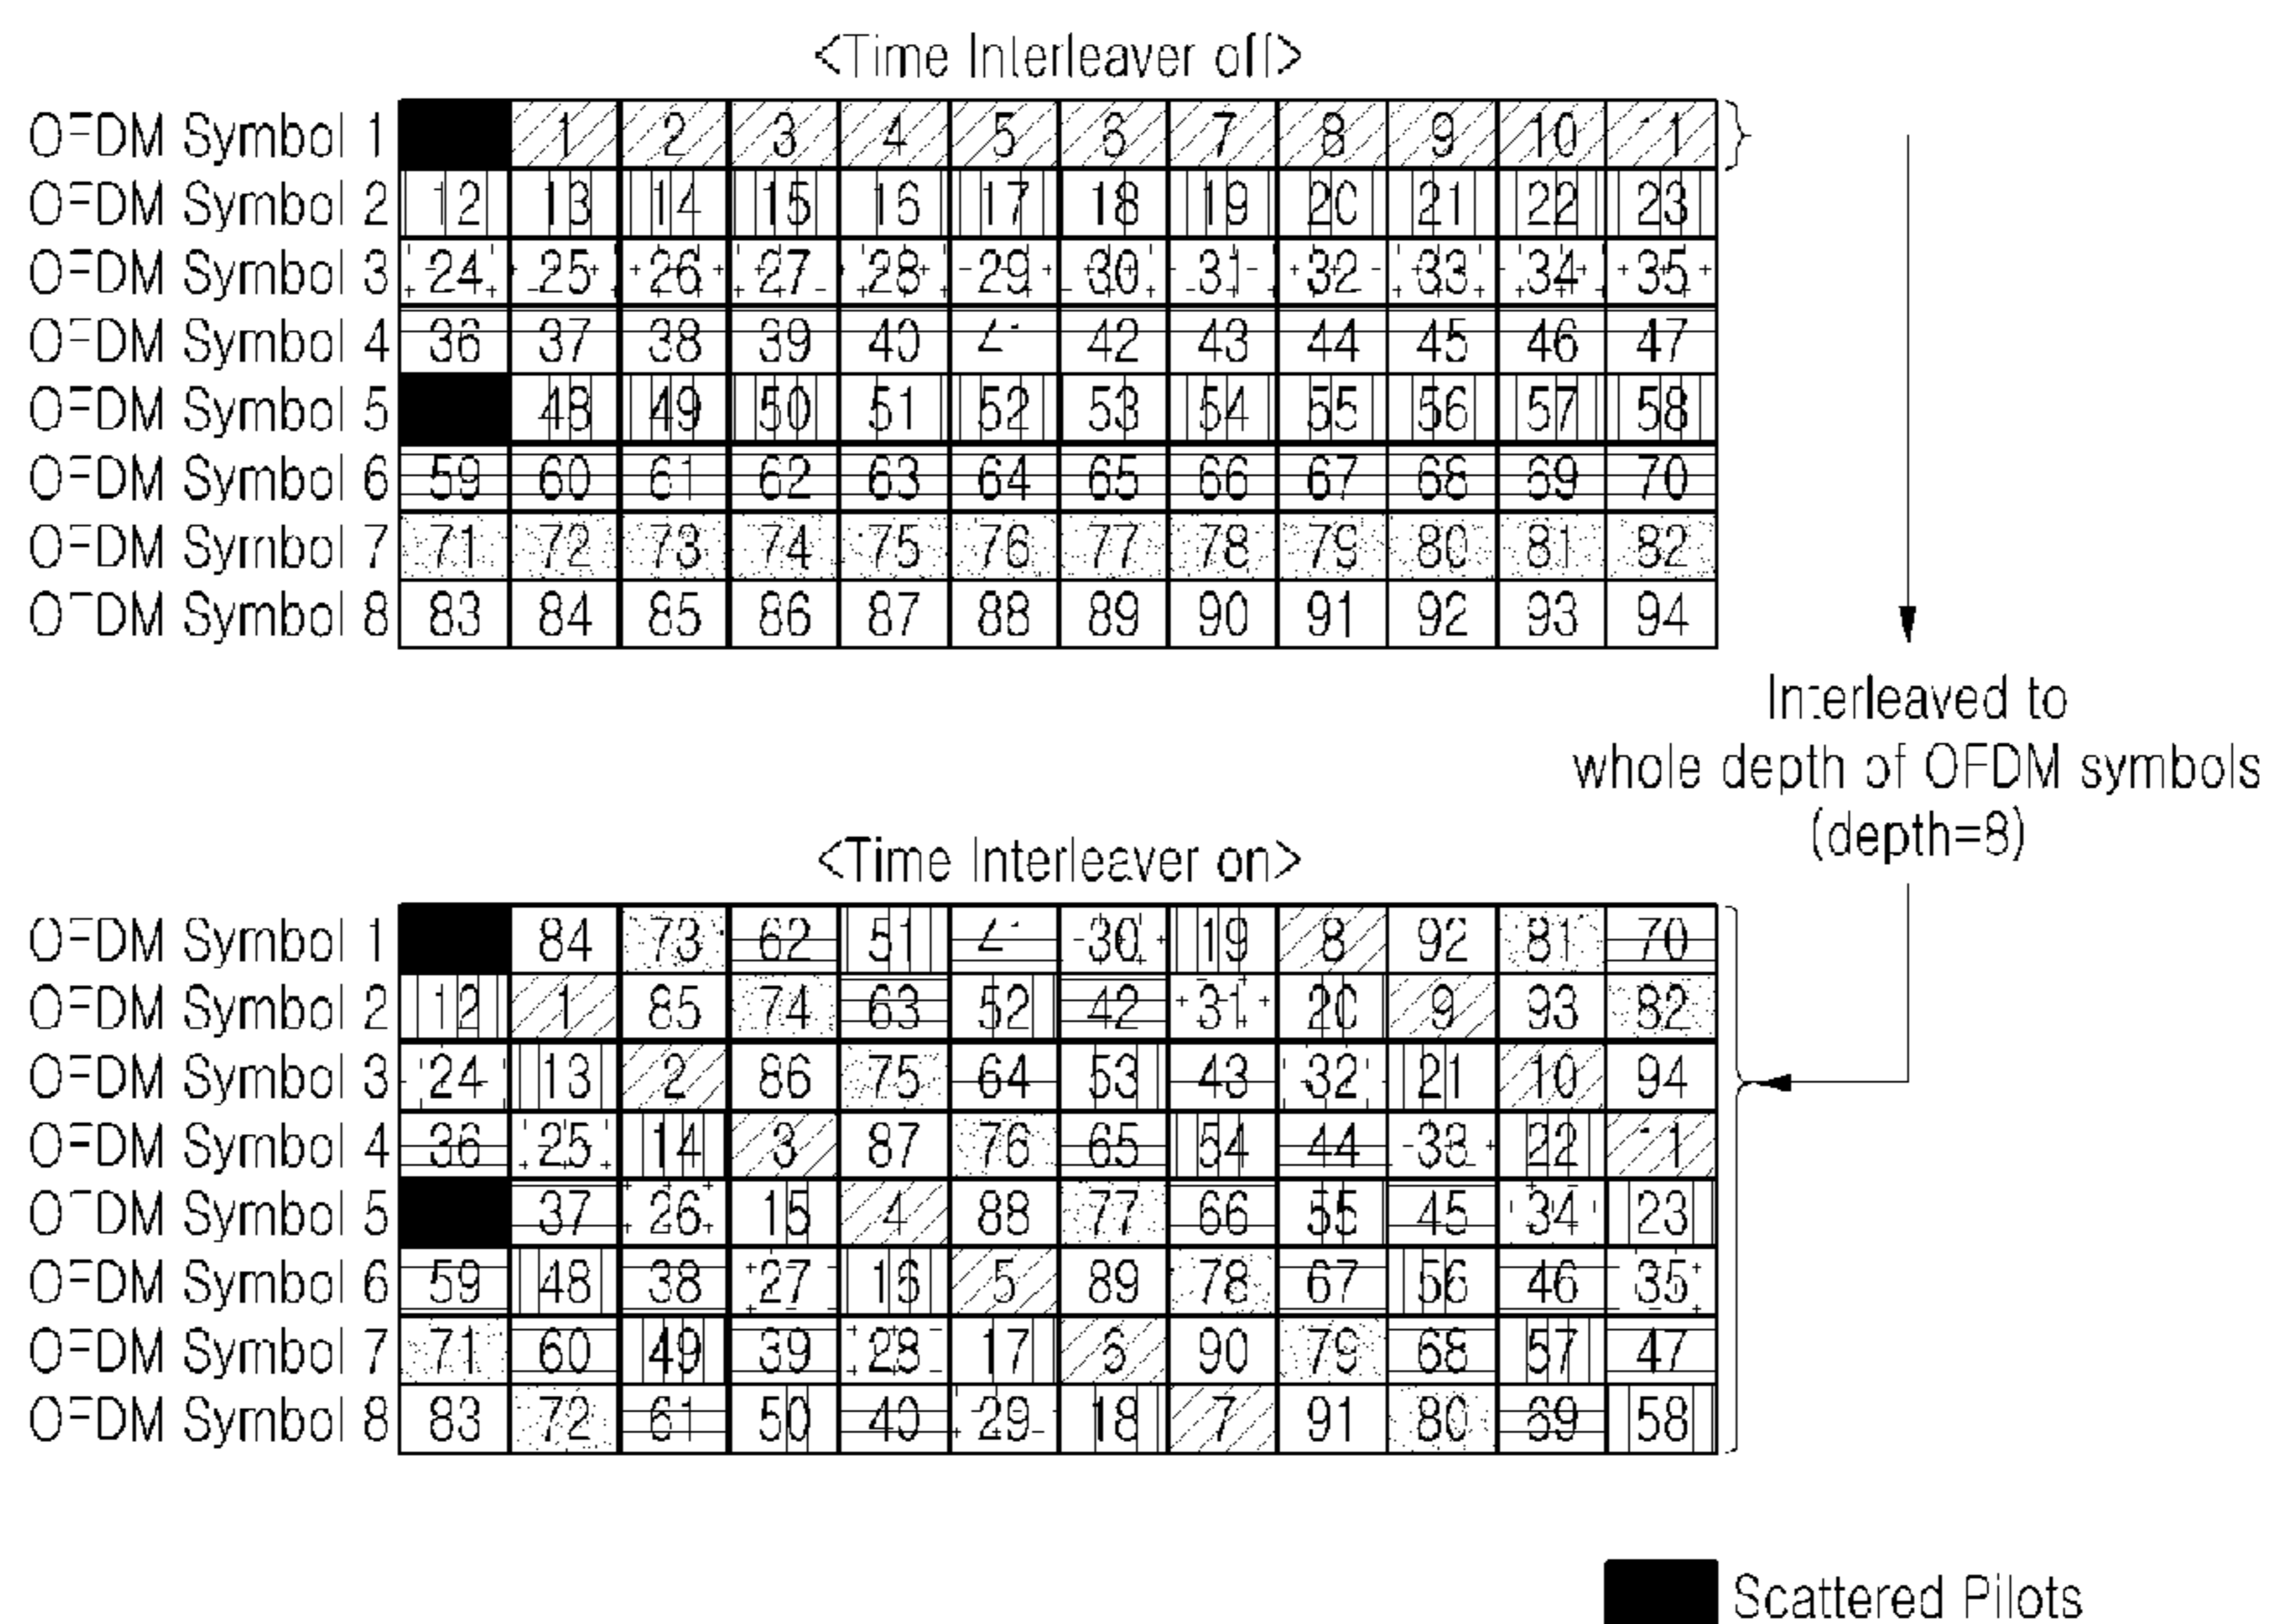 <Time Interleaver off>
OFDM Symbol 1 1 2 3 4 5 6 7 8 9 10 11
OFDM Symbol 2 12 13 14 15 16 17 18 19 20 21 22 23
OFDM Symbol 3 24 25 26 27 28 29 30 31 32 33 34 35
OFDM Symbol 4 36 37 38 39 40 41 42 43 44 45 46 47
OFDM Symbol 5 48 49 50 51 52 53 54 55 56 57 58
OFDM Symbol 6 59 60 61 62 63 64 65 66 67 68 69 70
OFDM Symbol 7 71 72 73 74 75 76 77 78 79 80 81 82
OFDM Symbol 8 83 84 85 86 87 88 89 90 91 92 93 94
Interleaved to
whole depth of OFDM symbols
(depth=8)
<Time Interleaver on>
OFDM Symbol 1 84 73 62 51 41 30 19 8 92 81 70
OFDM Symbol 2 12 1 85 74 63 52 42 31 20 9 93 82
OFDM Symbol 3 24 13 2 86 75 64 53 43 32 21 10 94
OFDM Symbol 4 36 25 14 3 87 76 65 54 44 33 22 11
OFDM Symbol 5 37 26 15 4 88 77 66 55 45 34 23
OFDM Symbol 6 59 48 38 27 16 5 89 78 67 56 46 35
OFDM Symbol 7 71 60 49 39 28 17 6 90 79 68 57 47
OFDM Symbol 8 83 72 61 50 40 29 18 7 91 80 69 58
Scattered Pilots